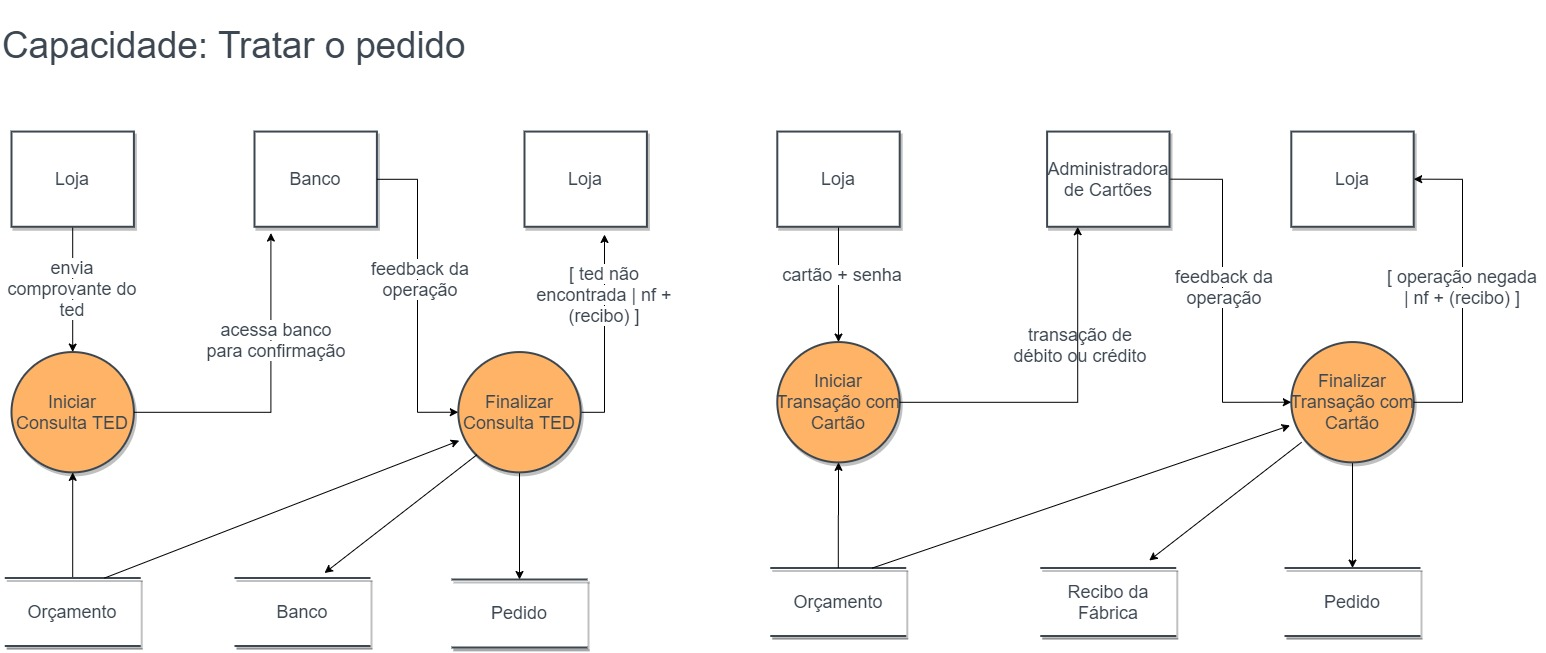 Capacidade: Tratar o pedido
Loja
Banco
Loja
Loja
Administradora
de Cartões
Loja
envia
comprovante do
ted
acessa banco
para confirmação
feedback da
operação
[ ted não
encontrada | nf +
(recibo) ]
cartão + senha
transação de
débito ou crédito
feedback da
operação
[ operação negada
| nf + (recibo) ]
Iniciar
Consulta TED
Finalizar
Consulta TED
Iniciar
Transação com
Cartão
Finalizar
Transação com
Cartão
Orçamento
Banco
Pedido
Orçamento
Recibo da
Fábrica
Pedido